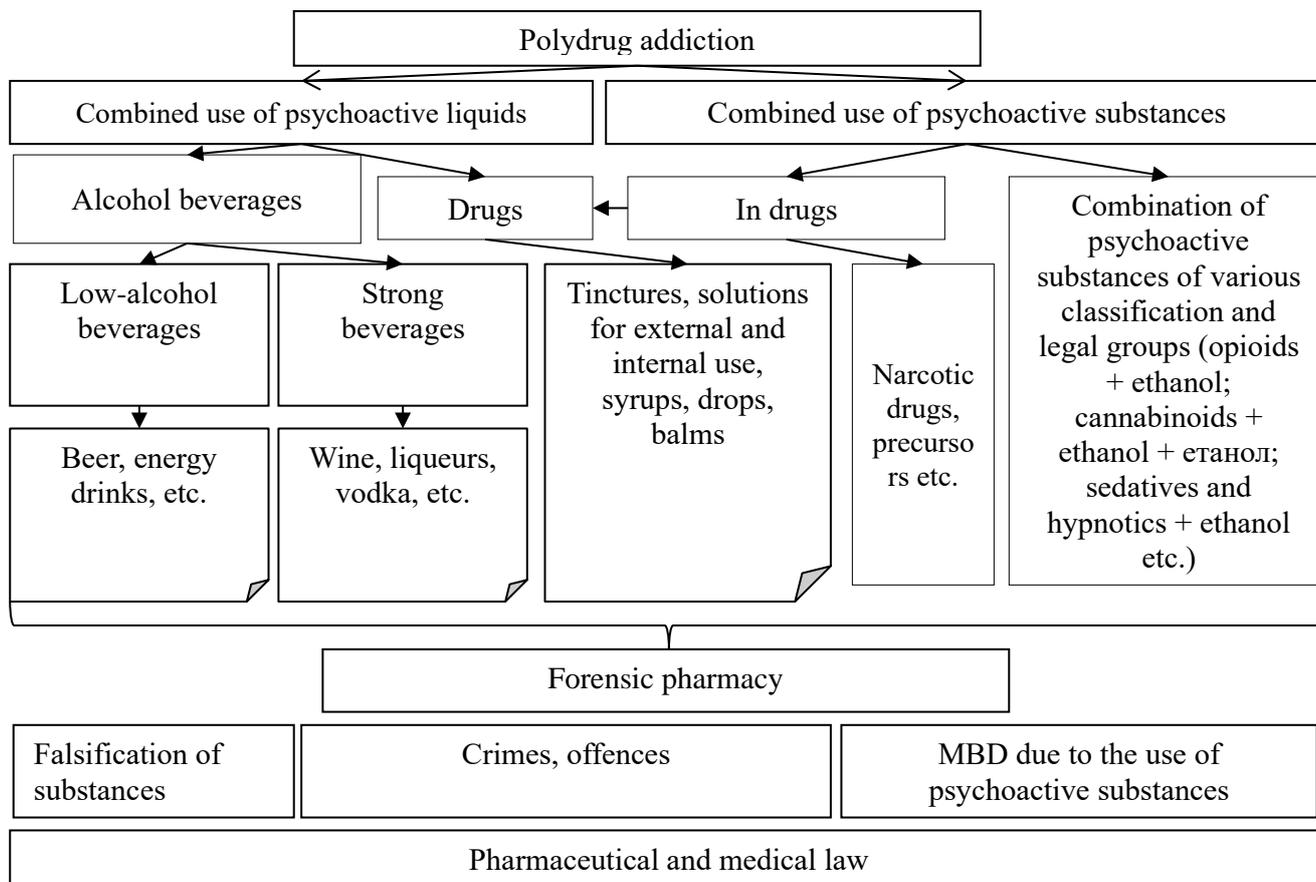 Polydrug addiction
Combined use of psychoactive liquids
Combined use of psychoactive substances
Alcohol beverages
Drugs
In drugs
Combination of
psychoactive
substances of various
classification and
legal groups (opioids
+ ethanol;
cannabinoids +
ethanol + етанол;
sedatives and
hypnotics + ethanol
etc.)
Low-alcohol
beverages
Strong
beverages
Tinctures, solutions
for external and
internal use,
syrups, drops,
balms
Narcotic
drugs,
precurso
rs etc.
Beer, energy
drinks, etc.
Wine, liqueurs,
vodka, etc.
Forensic pharmacy
Falsification of
substances
Crimes, offences
MBD due to the use of
psychoactive substances
Pharmaceutical and medical law